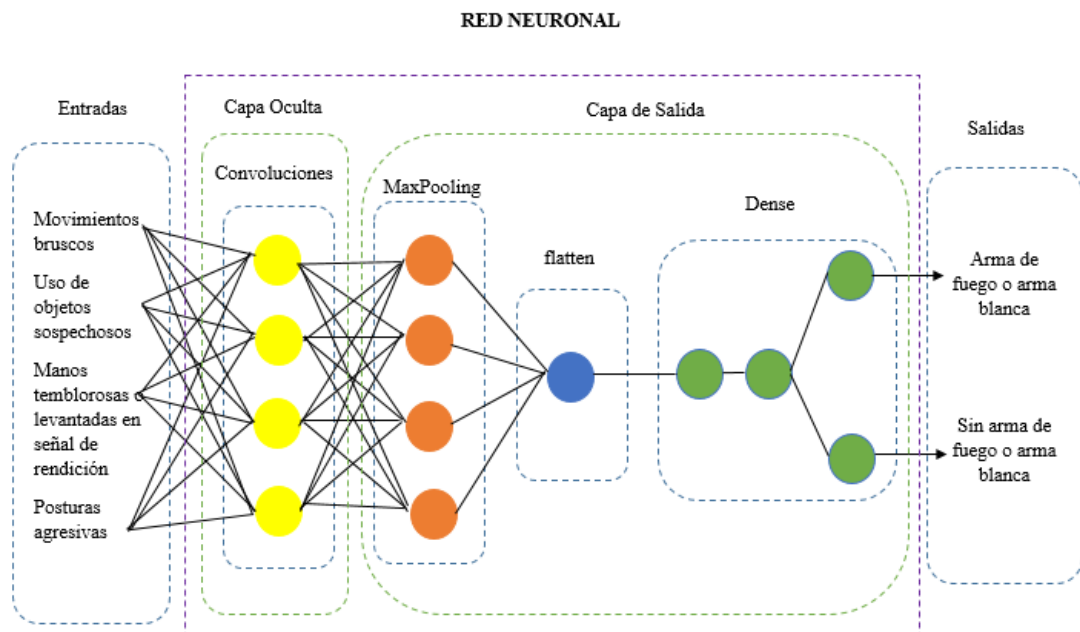 RED NEURONAL
Entradas
Capa Oculta
Capa de Salida
Salidas
Convoluciones
MaxPooling
flatten
Dense
Movimientos
bruscos
Uso de
objetos
sospechosos
Manos
temblorosas o
levantadas en
señal de
rendición
Posturas
agresivas
Arma de
fuego o arma
blanca
Sin arma de
fuego o arma
blanca